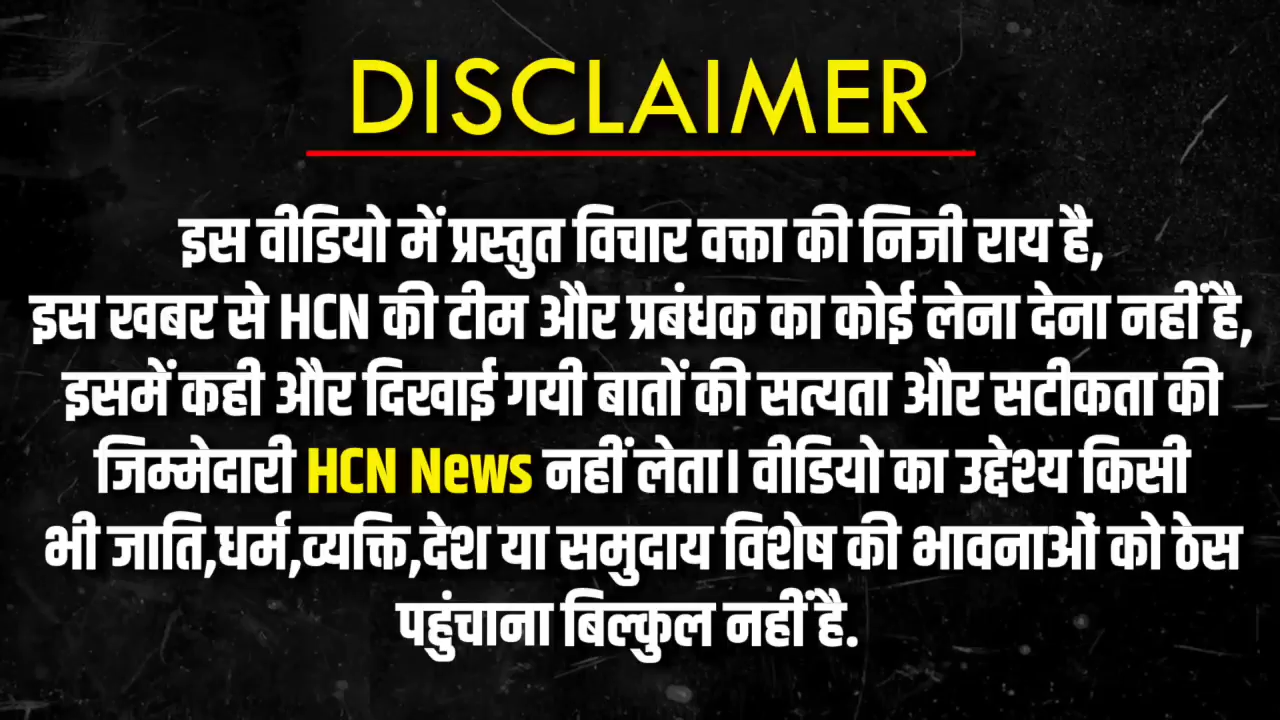 DISCLAIMER
इस वीडियो में प्रस्तुत विचार वक्ता की निजी राय है,
इस खबर से HCN की टीम और प्रबंधक का कोई लेना देना नहीं है,
इसमें कही और दिखाई गयी बातों की सत्यता और सटीकता की
जिम्मेदारी HCN News नहीं लेता। वीडियो का उद्देश्य किसी
भी जाति,धर्म,व्यक्ति,देश या समुदाय विशेष की भावनाओं को ठेस
पहुंचाना बिल्कुल नहीं है.